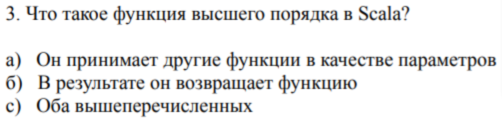 3. Что такое функция высшего порядка в Scala?
а) Он принимает другие функции в качестве параметров
б) В результате он возвращает функцию
с) Оба вышеперечисленных